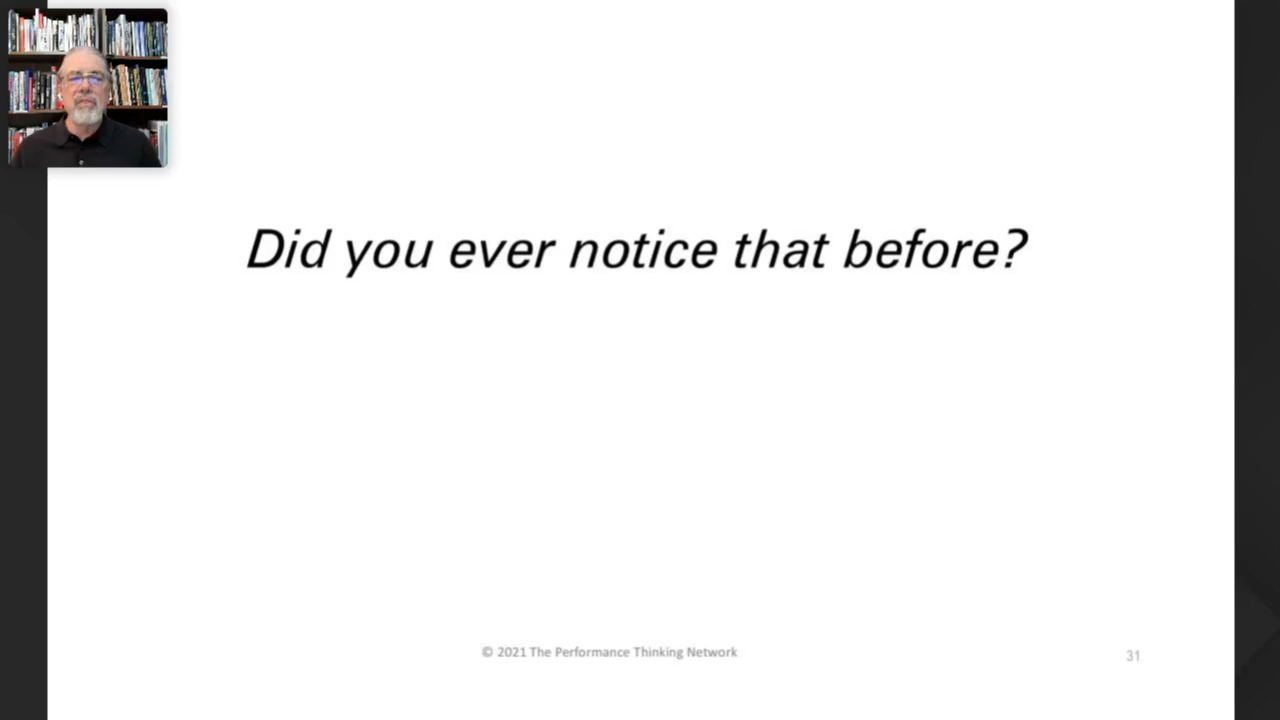 Did you ever notice that before?
© 2021 The Performance Thinking Network
31